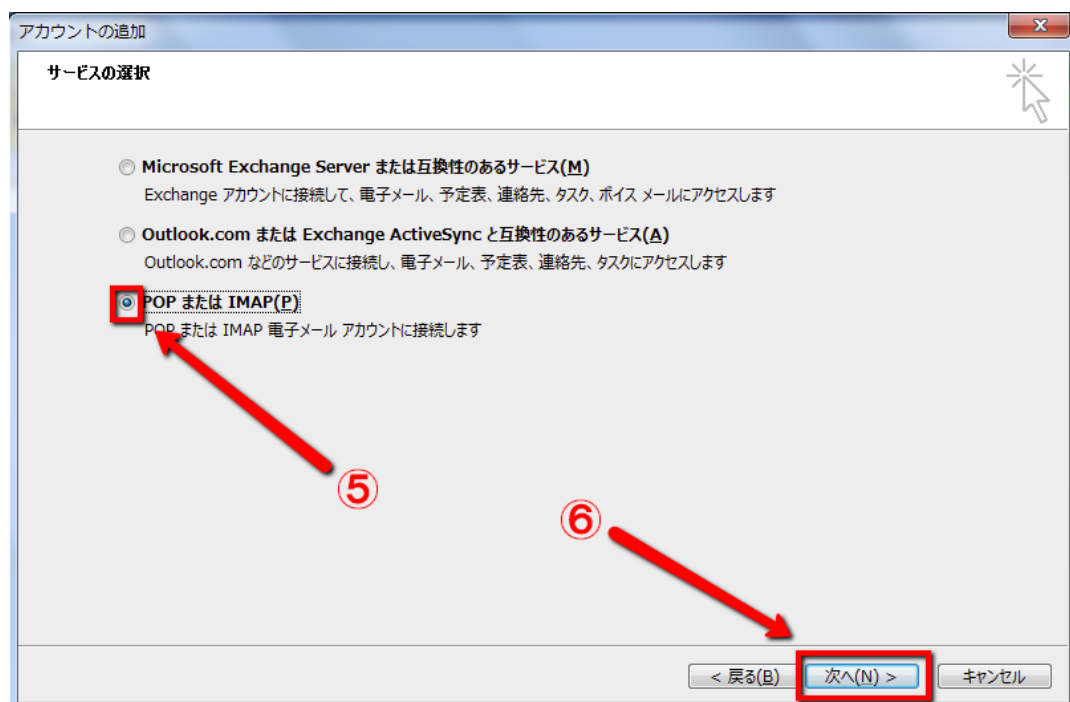 アカウントの追加
サービスの選択
Microsoft Exchange Server または互換性のあるサービス(M)
Exchange アカウントに接続して、電子メール、予定表、連絡先、タスク、ボイス メールにアクセスします
Outlook.com または Exchange ActiveSync と互換性のあるサービス(A)
Outlook.com などのサービスに接続し、電子メール、予定表、連絡先、タスクにアクセスします
POP または IMAP(P)
POP または IMAP 電子メール アカウントに接続します
⑤
⑥
< 戻る(B) 次へ(N) > キャンセル